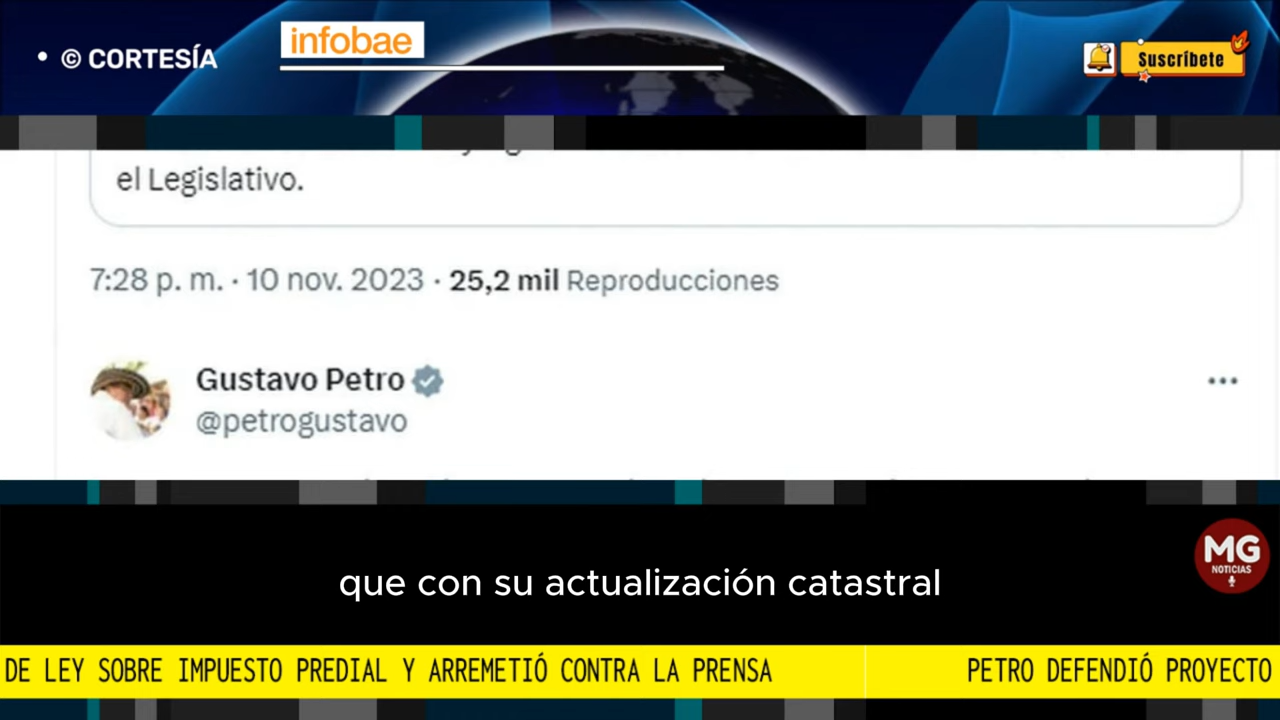 • © CORTESÍA
infobae
Suscríbete
el Legislativo.
7:28 p. m. · 10 nov. 2023 · 25,2 mil Reproducciones
Gustavo Petro
@petrogustavo
que con su actualización catastral
MG
NOTICIAS
DE LEY SOBRE IMPUESTO PREDIAL Y ARREMETIÓ CONTRA LA PRENSA
PETRO DEFENDIÓ PROYECTO